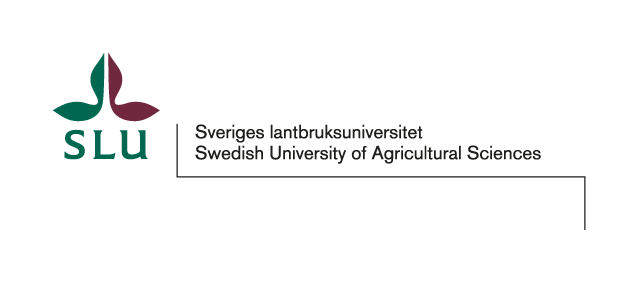 SLU
Sveriges lantbruksuniversitet
Swedish University of Agricultural Sciences